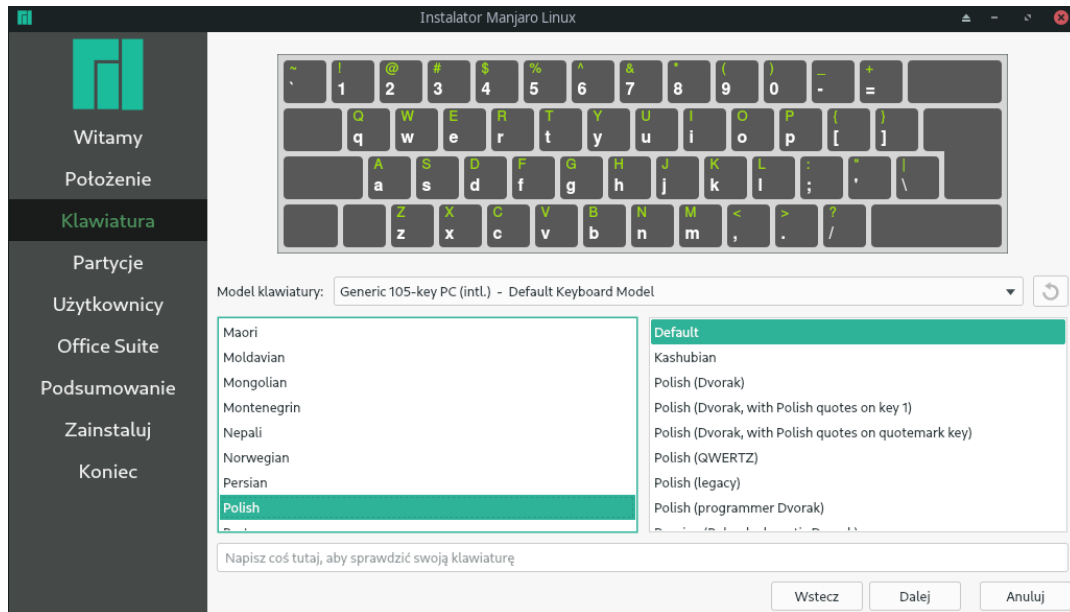 Instalator Manjaro Linux
~ ! @ # $ % ^ & * ( ) _ +
` 1 2 3 4 5 6 7 8 9 0 - =
Q W E R T Y U I O P { }
q w e r t y u i o p [ ]
A S D F G H J K L : " |
a s d f g h j k l ; ' \
Z X C V B N M < > ?
z x c v b n m , . /
Witamy
Położenie
Klawiatura
Partycje
Użytkownicy
Office Suite
Podsumowanie
Zainstaluj
Koniec
Model klawiatury: Generic 105-key PC (intl.) - Default Keyboard Model
Maori
Moldavian
Mongolian
Montenegrin
Nepali
Norwegian
Persian
Polish
Default
Kashubian
Polish (Dvorak)
Polish (Dvorak, with Polish quotes on key 1)
Polish (Dvorak, with Polish quotes on quotemark key)
Polish (QWERTZ)
Polish (legacy)
Polish (programmer Dvorak)
Napisz coś tutaj, aby sprawdzić swoją klawiaturę
Wstecz Dalej Anuluj